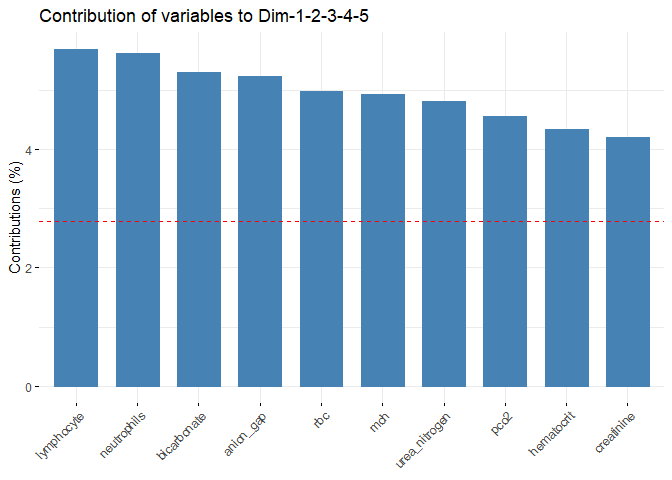 Contribution of variables to Dim-1-2-3-4-5
Contributions (%)
4
2
0
lymphocyte
neutrophils
bicarbonate
anion_gap
rbc
mch
urea_nitrogen
pco2
hematocrit
creatinine